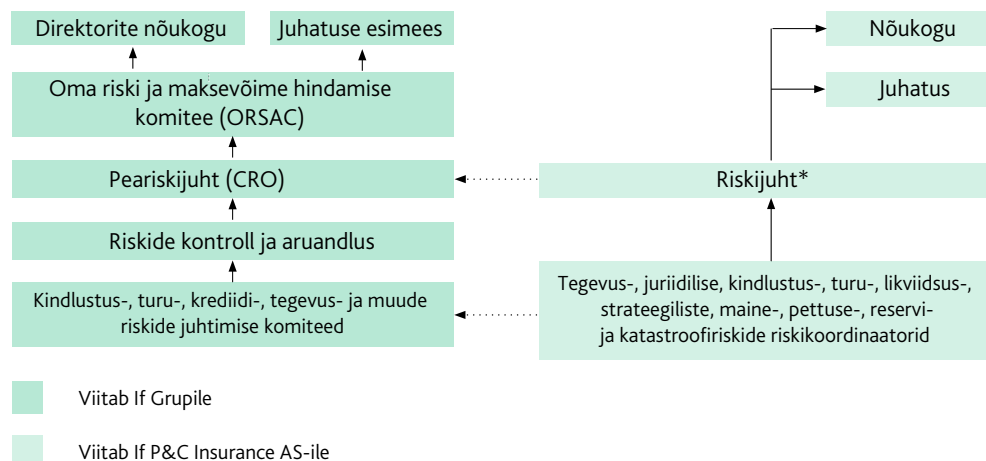 Direktorite nõukogu
Juhatuse esimees
Oma riski ja maksevõime hindamise
komitee (ORSAC)
Peariskijuht (CRO)
Riskide kontroll ja aruandlus
Kindlustus-, turu-, krediidi-, tegevus- ja muude
riskide juhtimise komiteed
Nõukogu
Juhatus
Riskijuht*
Tegevus-, juriidilise, kindlustus-, turu-, likviidsus-,
strateegiliste, maine-, pettuse-, reservi-
ja katastroofiriskide riskikoordinaatorid
Viitab If Grupile
Viitab If P&C Insurance AS-ile